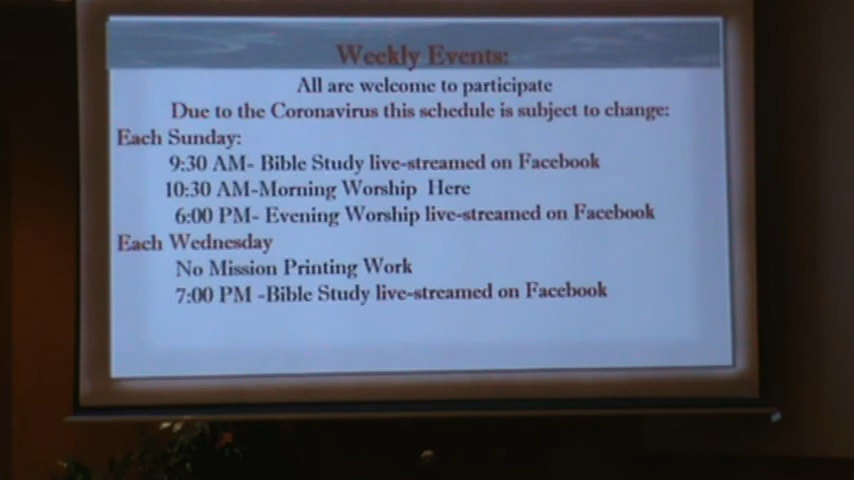 Weekly Events:
All are welcome to participate
Due to the Coronavirus this schedule is subject to change:
Each Sunday:
9:30 AM- Bible Study live-streamed on Facebook
10:30 AM-Morning Worship Here
6:00 PM- Evening Worship live-streamed on Facebook
Each Wednesday
No Mission Printing Work
7:00 PM -Bible Study live-streamed on Facebook